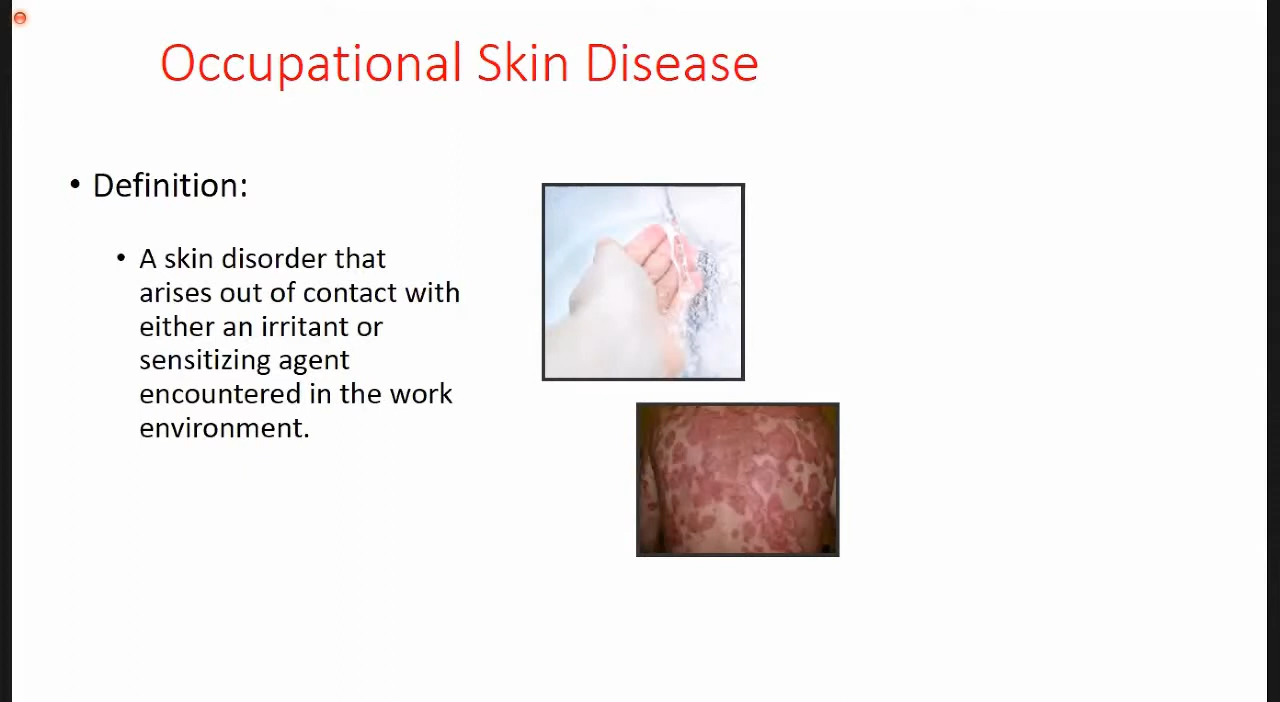 Occupational Skin Disease
• Definition:
• A skin disorder that
arises out of contact with
either an irritant or
sensitizing agent
encountered in the work
environment.